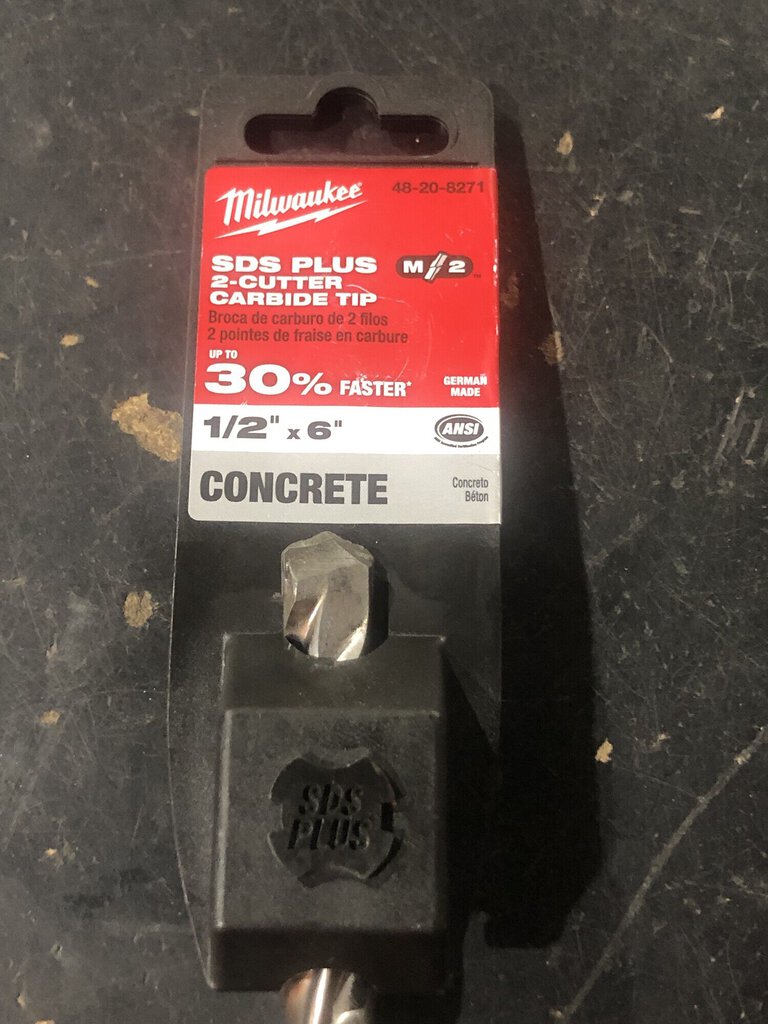 Milwaukee
48-20-8271
SDS PLUS
2-CUTTER
CARBIDE TIP
M 2
Broca de carburo de 2 filos
2 pointes de fraise en carbure
UP TO
30% FASTER*
GERMAN
MADE
1/2" x 6"
ANSI
CONCRETE
Concreto
Béton
SDS
PLUS